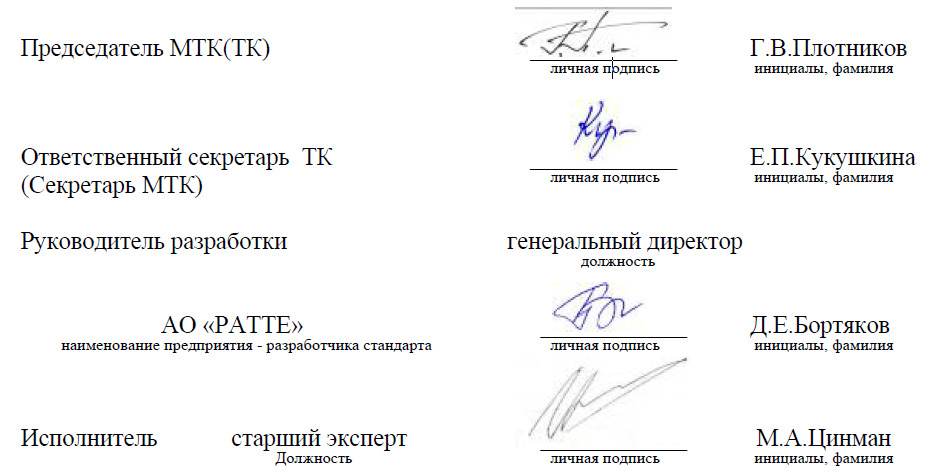 Председатель МТК(ТК) Г.В.Плотников
личная подпись инициалы, фамилия
Ответственный секретарь ТК Е.П.Кукушкина
(Секретарь МТК) личная подпись инициалы, фамилия
Руководитель разработки генеральный директор
должность
АО «РАТТЕ» Д.Е.Бортяков
наименование предприятия - разработчика стандарта личная подпись инициалы, фамилия
Исполнитель старший эксперт М.А.Цинман
Должность личная подпись инициалы, фамилия